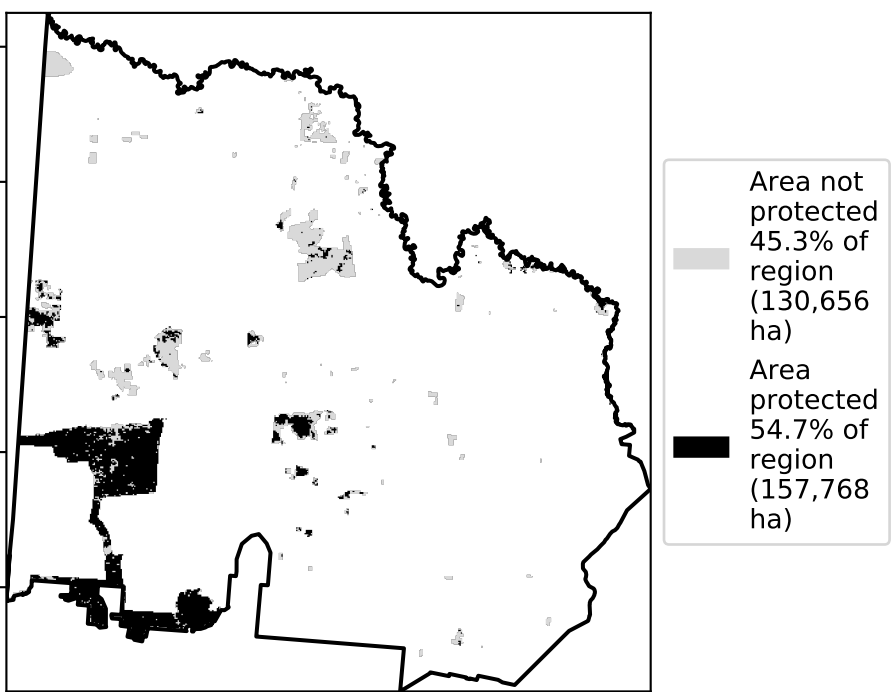 Area not
protected
45.3% of
region
(130,656
ha)
Area
protected
54.7% of
region
(157,768
ha)